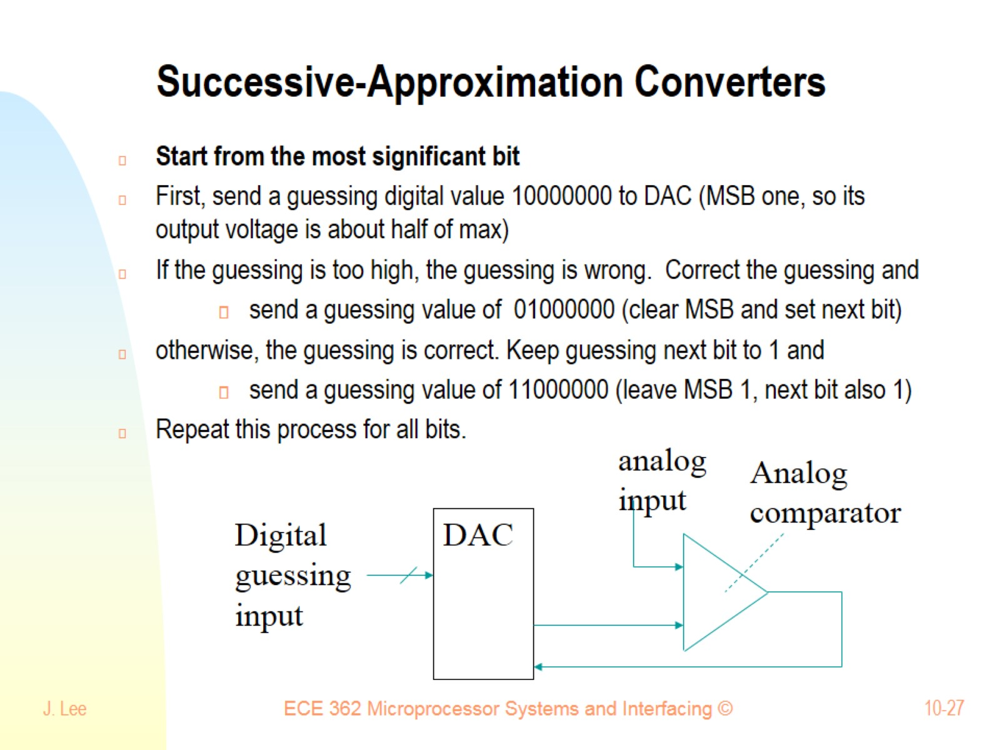 Successive-Approximation Converters
Start from the most significant bit
First, send a guessing digital value 10000000 to DAC (MSB one, so its
output voltage is about half of max)
If the guessing is too high, the guessing is wrong.  Correct the guessing and
send a guessing value of  01000000 (clear MSB and set next bit)
otherwise, the guessing is correct. Keep guessing next bit to 1 and
send a guessing value of 11000000 (leave MSB 1, next bit also 1)
Repeat this process for all bits.
analog
input
Analog
comparator
Digital
guessing
input
DAC
J. Lee
ECE 362 Microprocessor Systems and Interfacing ©
10-27